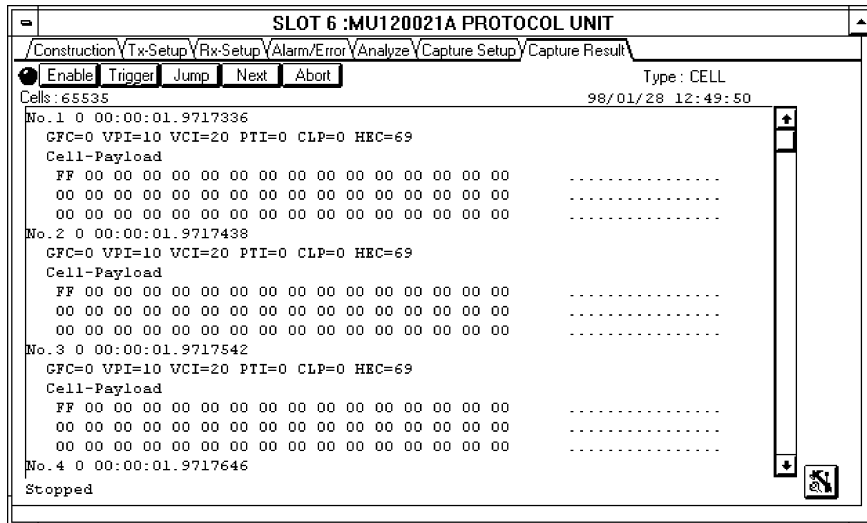 SLOT 6 :MU120021A PROTOCOL UNIT
Construction Tx-Setup Rx-Setup Alarm/Error Analyze Capture Setup Capture Result
Enable Trigger Jump Next Abort Type : CELL
Cells : 65535 98/01/28 12:49:50
No.1 0 00:00:01.9717336
GFC=0 VPI=10 VCI=20 PTI=0 CLP=0 HEC=69
Cell-Payload
FF 00 00 00 00 00 00 00 00 00 00 00 00 00 00 00 ................
00 00 00 00 00 00 00 00 00 00 00 00 00 00 00 00 ................
00 00 00 00 00 00 00 00 00 00 00 00 00 00 00 00 ................
No.2 0 00:00:01.9717438
GFC=0 VPI=10 VCI=20 PTI=0 CLP=0 HEC=69
Cell-Payload
FF 00 00 00 00 00 00 00 00 00 00 00 00 00 00 00 ................
00 00 00 00 00 00 00 00 00 00 00 00 00 00 00 00 ................
00 00 00 00 00 00 00 00 00 00 00 00 00 00 00 00 ................
No.3 0 00:00:01.9717542
GFC=0 VPI=10 VCI=20 PTI=0 CLP=0 HEC=69
Cell-Payload
FF 00 00 00 00 00 00 00 00 00 00 00 00 00 00 00 ................
00 00 00 00 00 00 00 00 00 00 00 00 00 00 00 00 ................
00 00 00 00 00 00 00 00 00 00 00 00 00 00 00 00 ................
No.4 0 00:00:01.9717646
Stopped